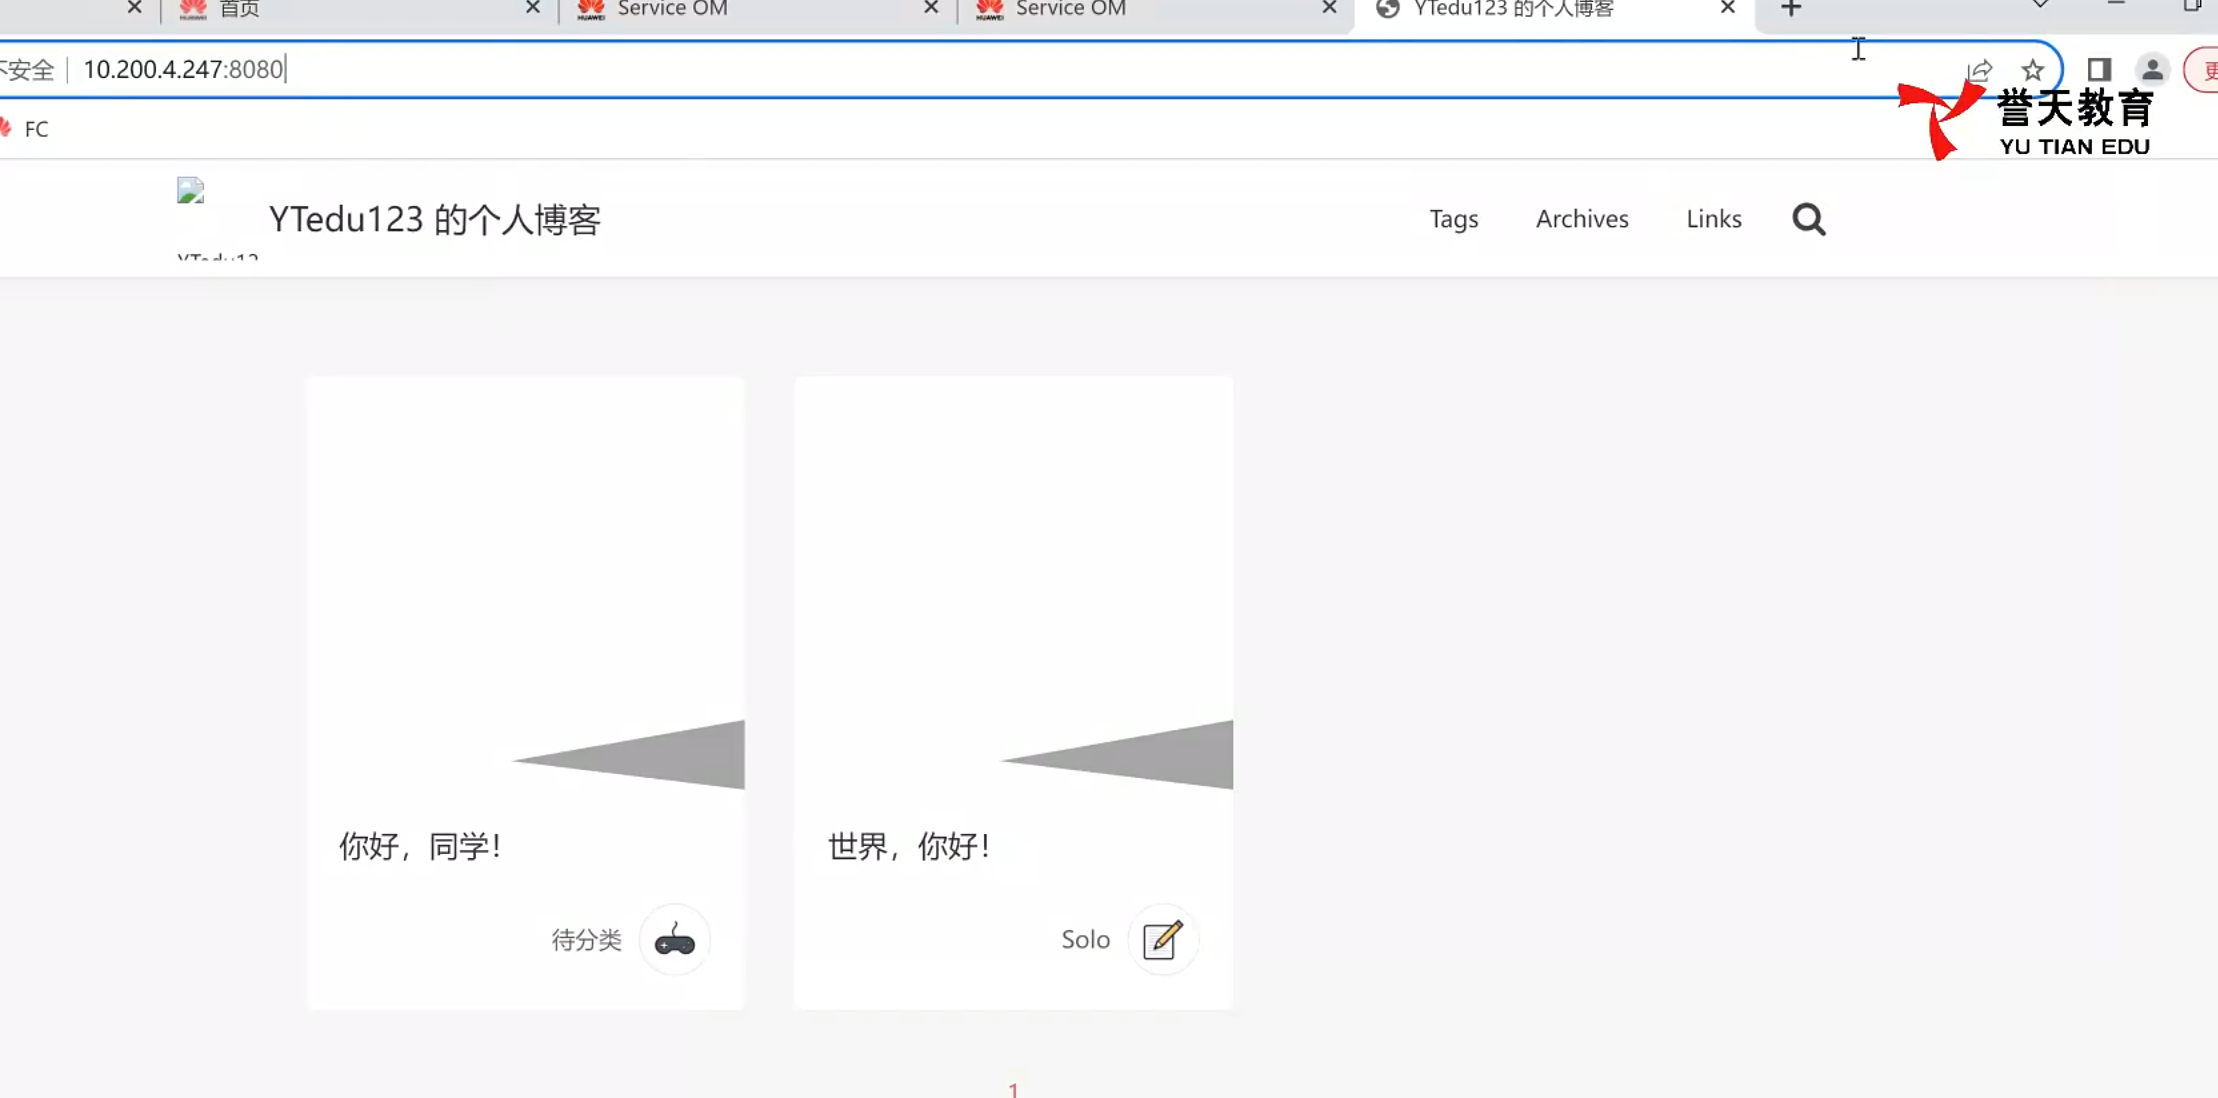 首页
Service OM
Service OM
YTedu123 的个人博客
不安全
10.200.4.247:8080
更
誉天教育
YU TIAN EDU
FC
YTedu123 的个人博客
Tags
Archives
Links
YTedu12
你好，同学！
世界，你好！
待分类
Solo
1